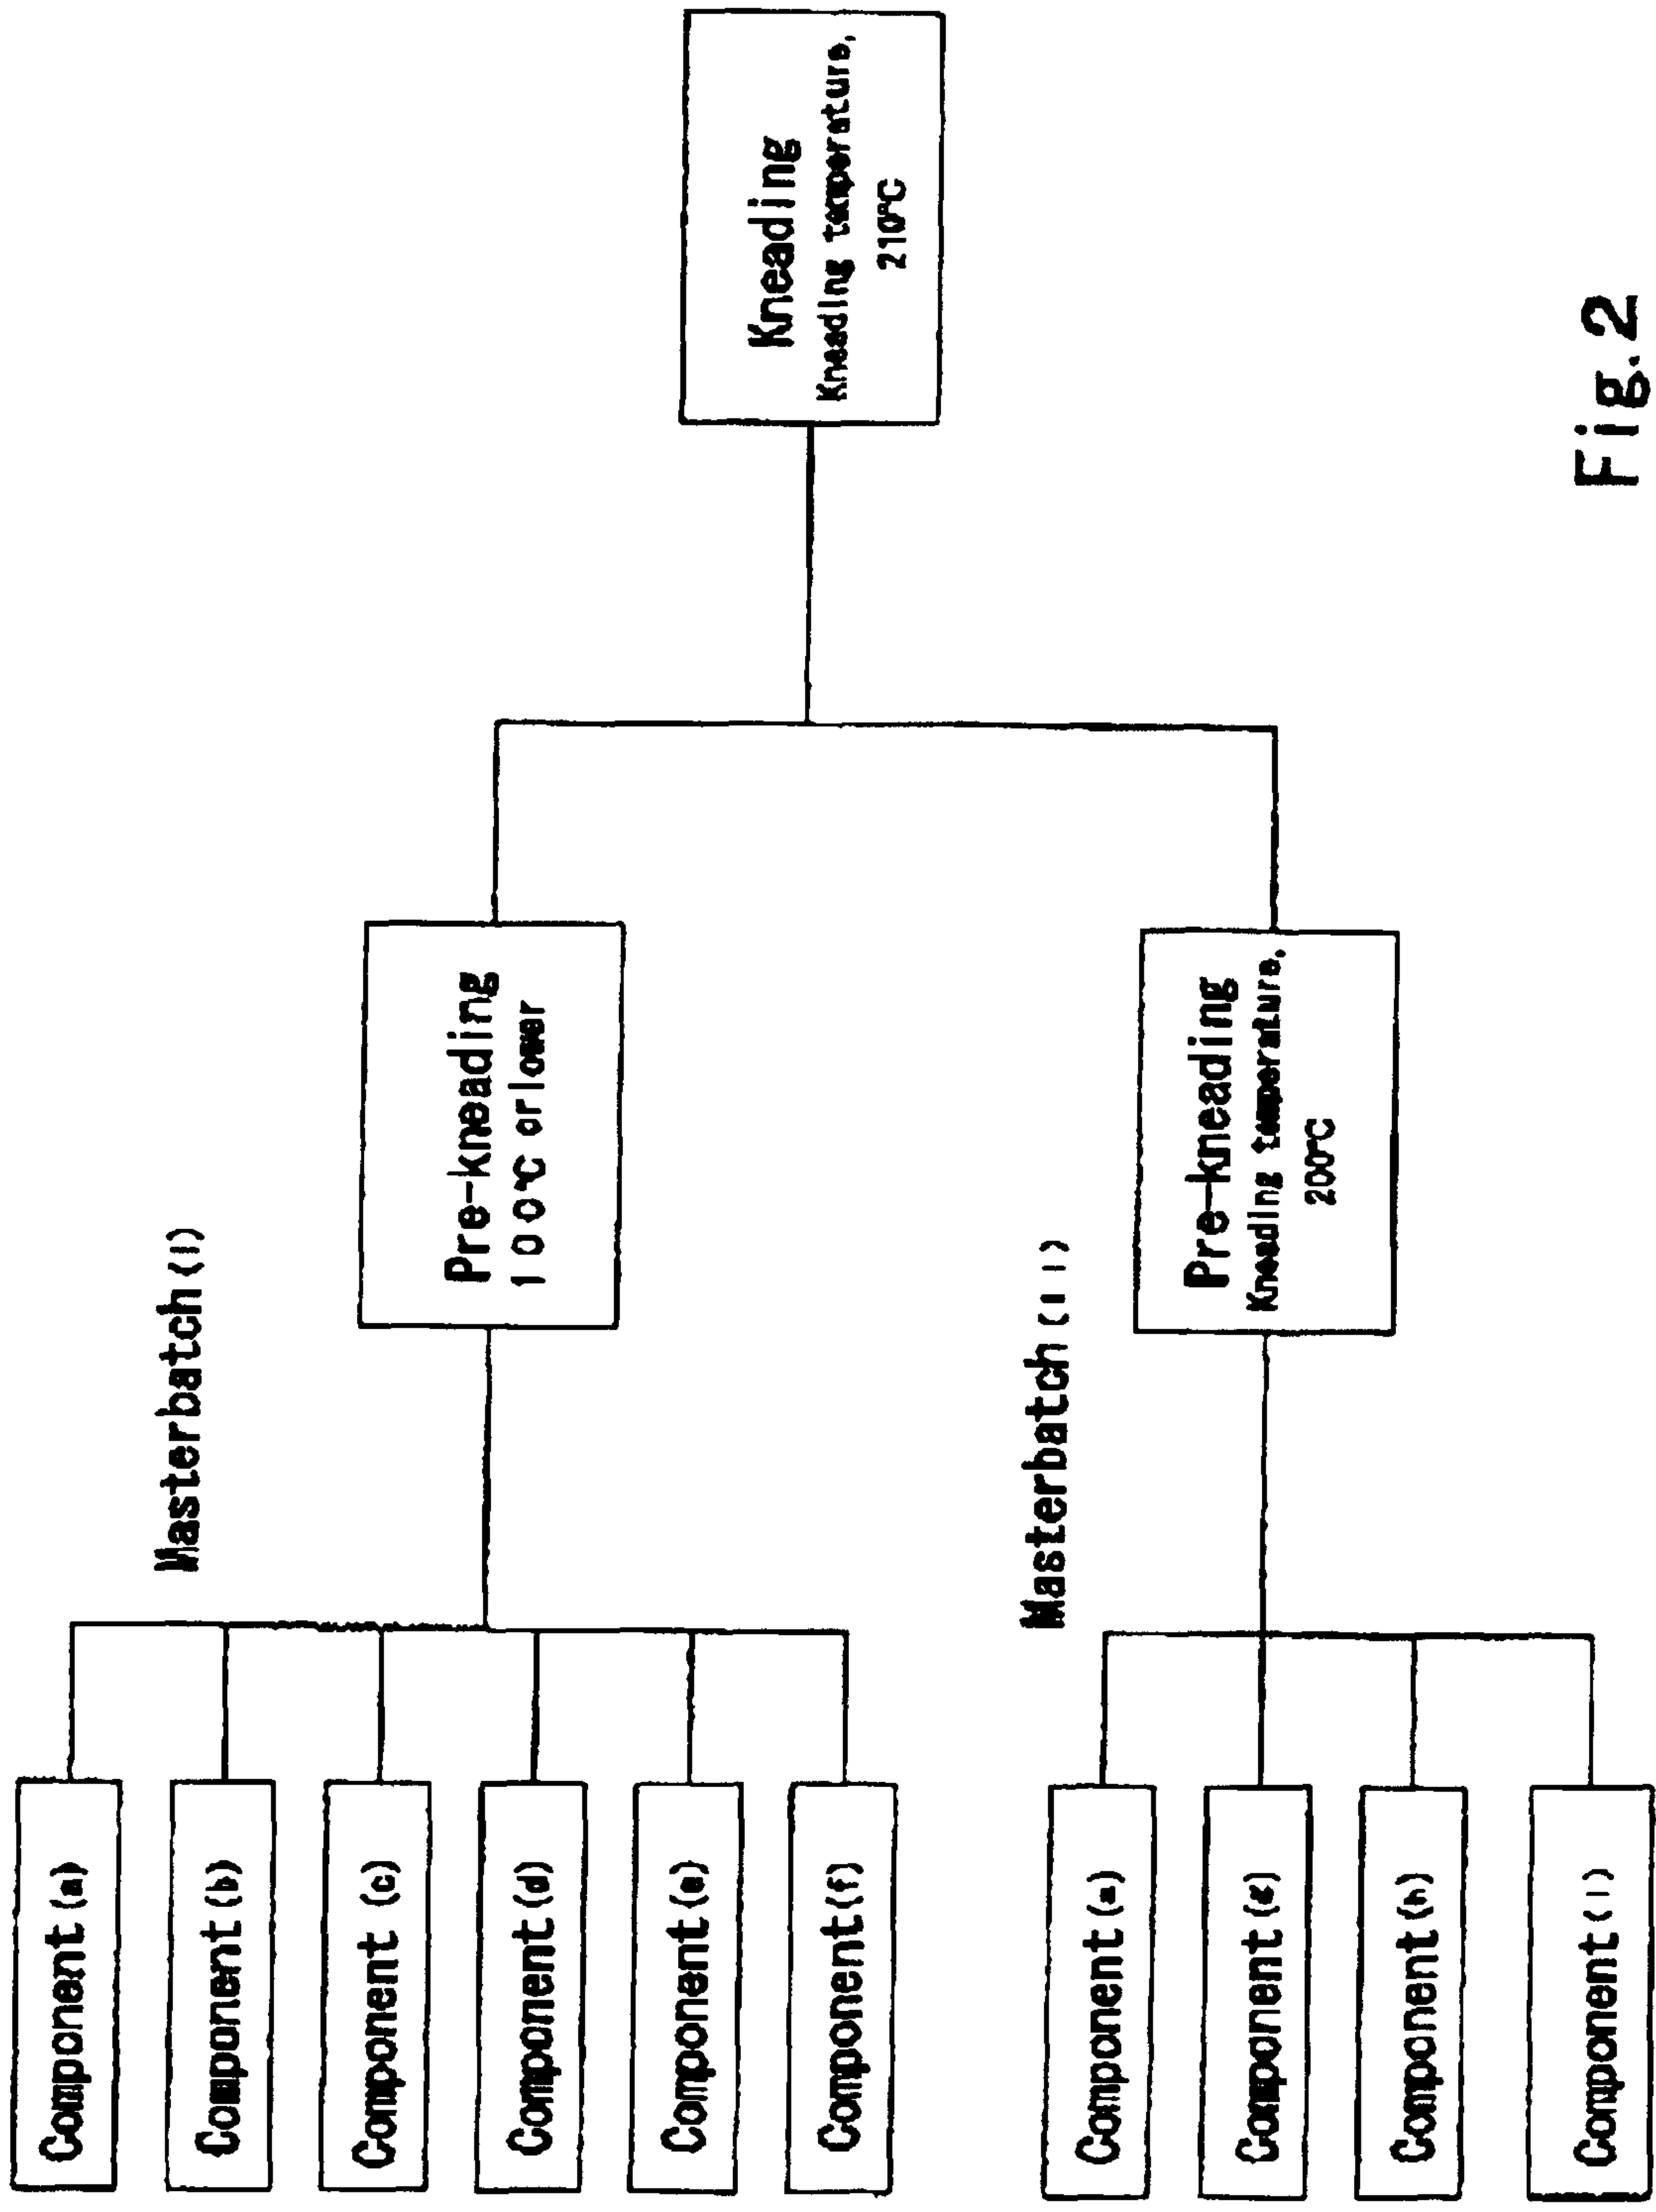 Component(a)
Component(b)
Component (c)
Component(d)
Component(e)
Component(f)
Masterbatch(I)
Pre-kneading
100°C or lower
Component(a)
Component(g)
Component(h)
Component(i)
Masterbatch(II)
Pre-kneading
Kneading temperature,
200°C
Kneading
Kneading temperature,
210°C
Fig.2